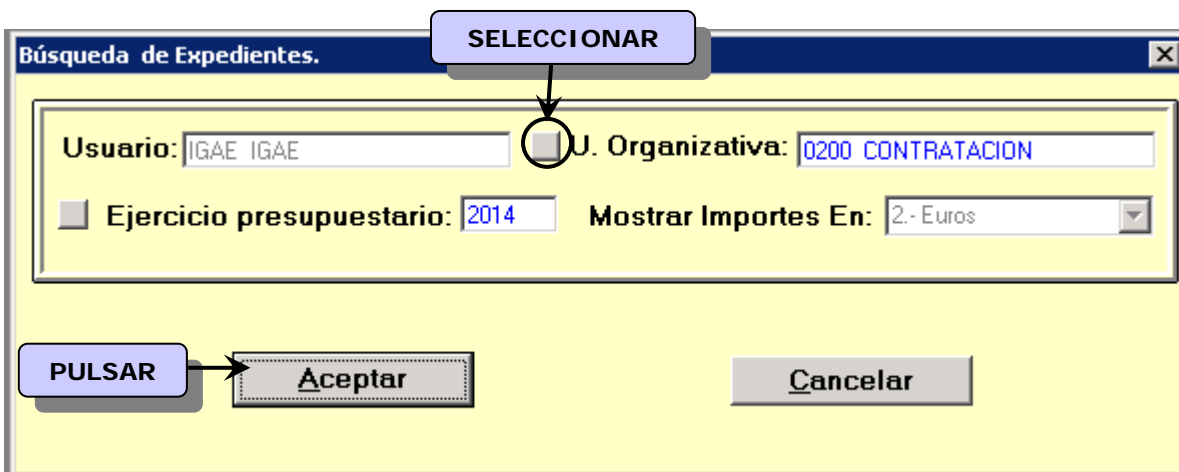 SELECCIONAR
Búsqueda de Expedientes.
Usuario: IGAE IGAE U. Organizativa: 0200 CONTRATACION
Ejercicio presupuestario: 2014 Mostrar Importes En: 2.- Euros
PULSAR Aceptar Cancelar